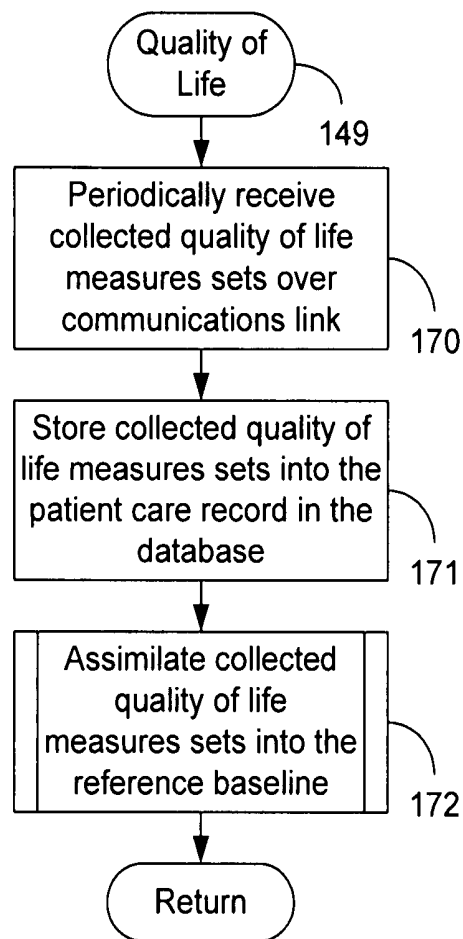 Quality of
Life
149
Periodically receive
collected quality of life
measures sets over
communications link
170
Store collected quality of
life measures sets into the
patient care record in the
database
171
Assimilate collected
quality of life
measures sets into the
reference baseline
172
Return